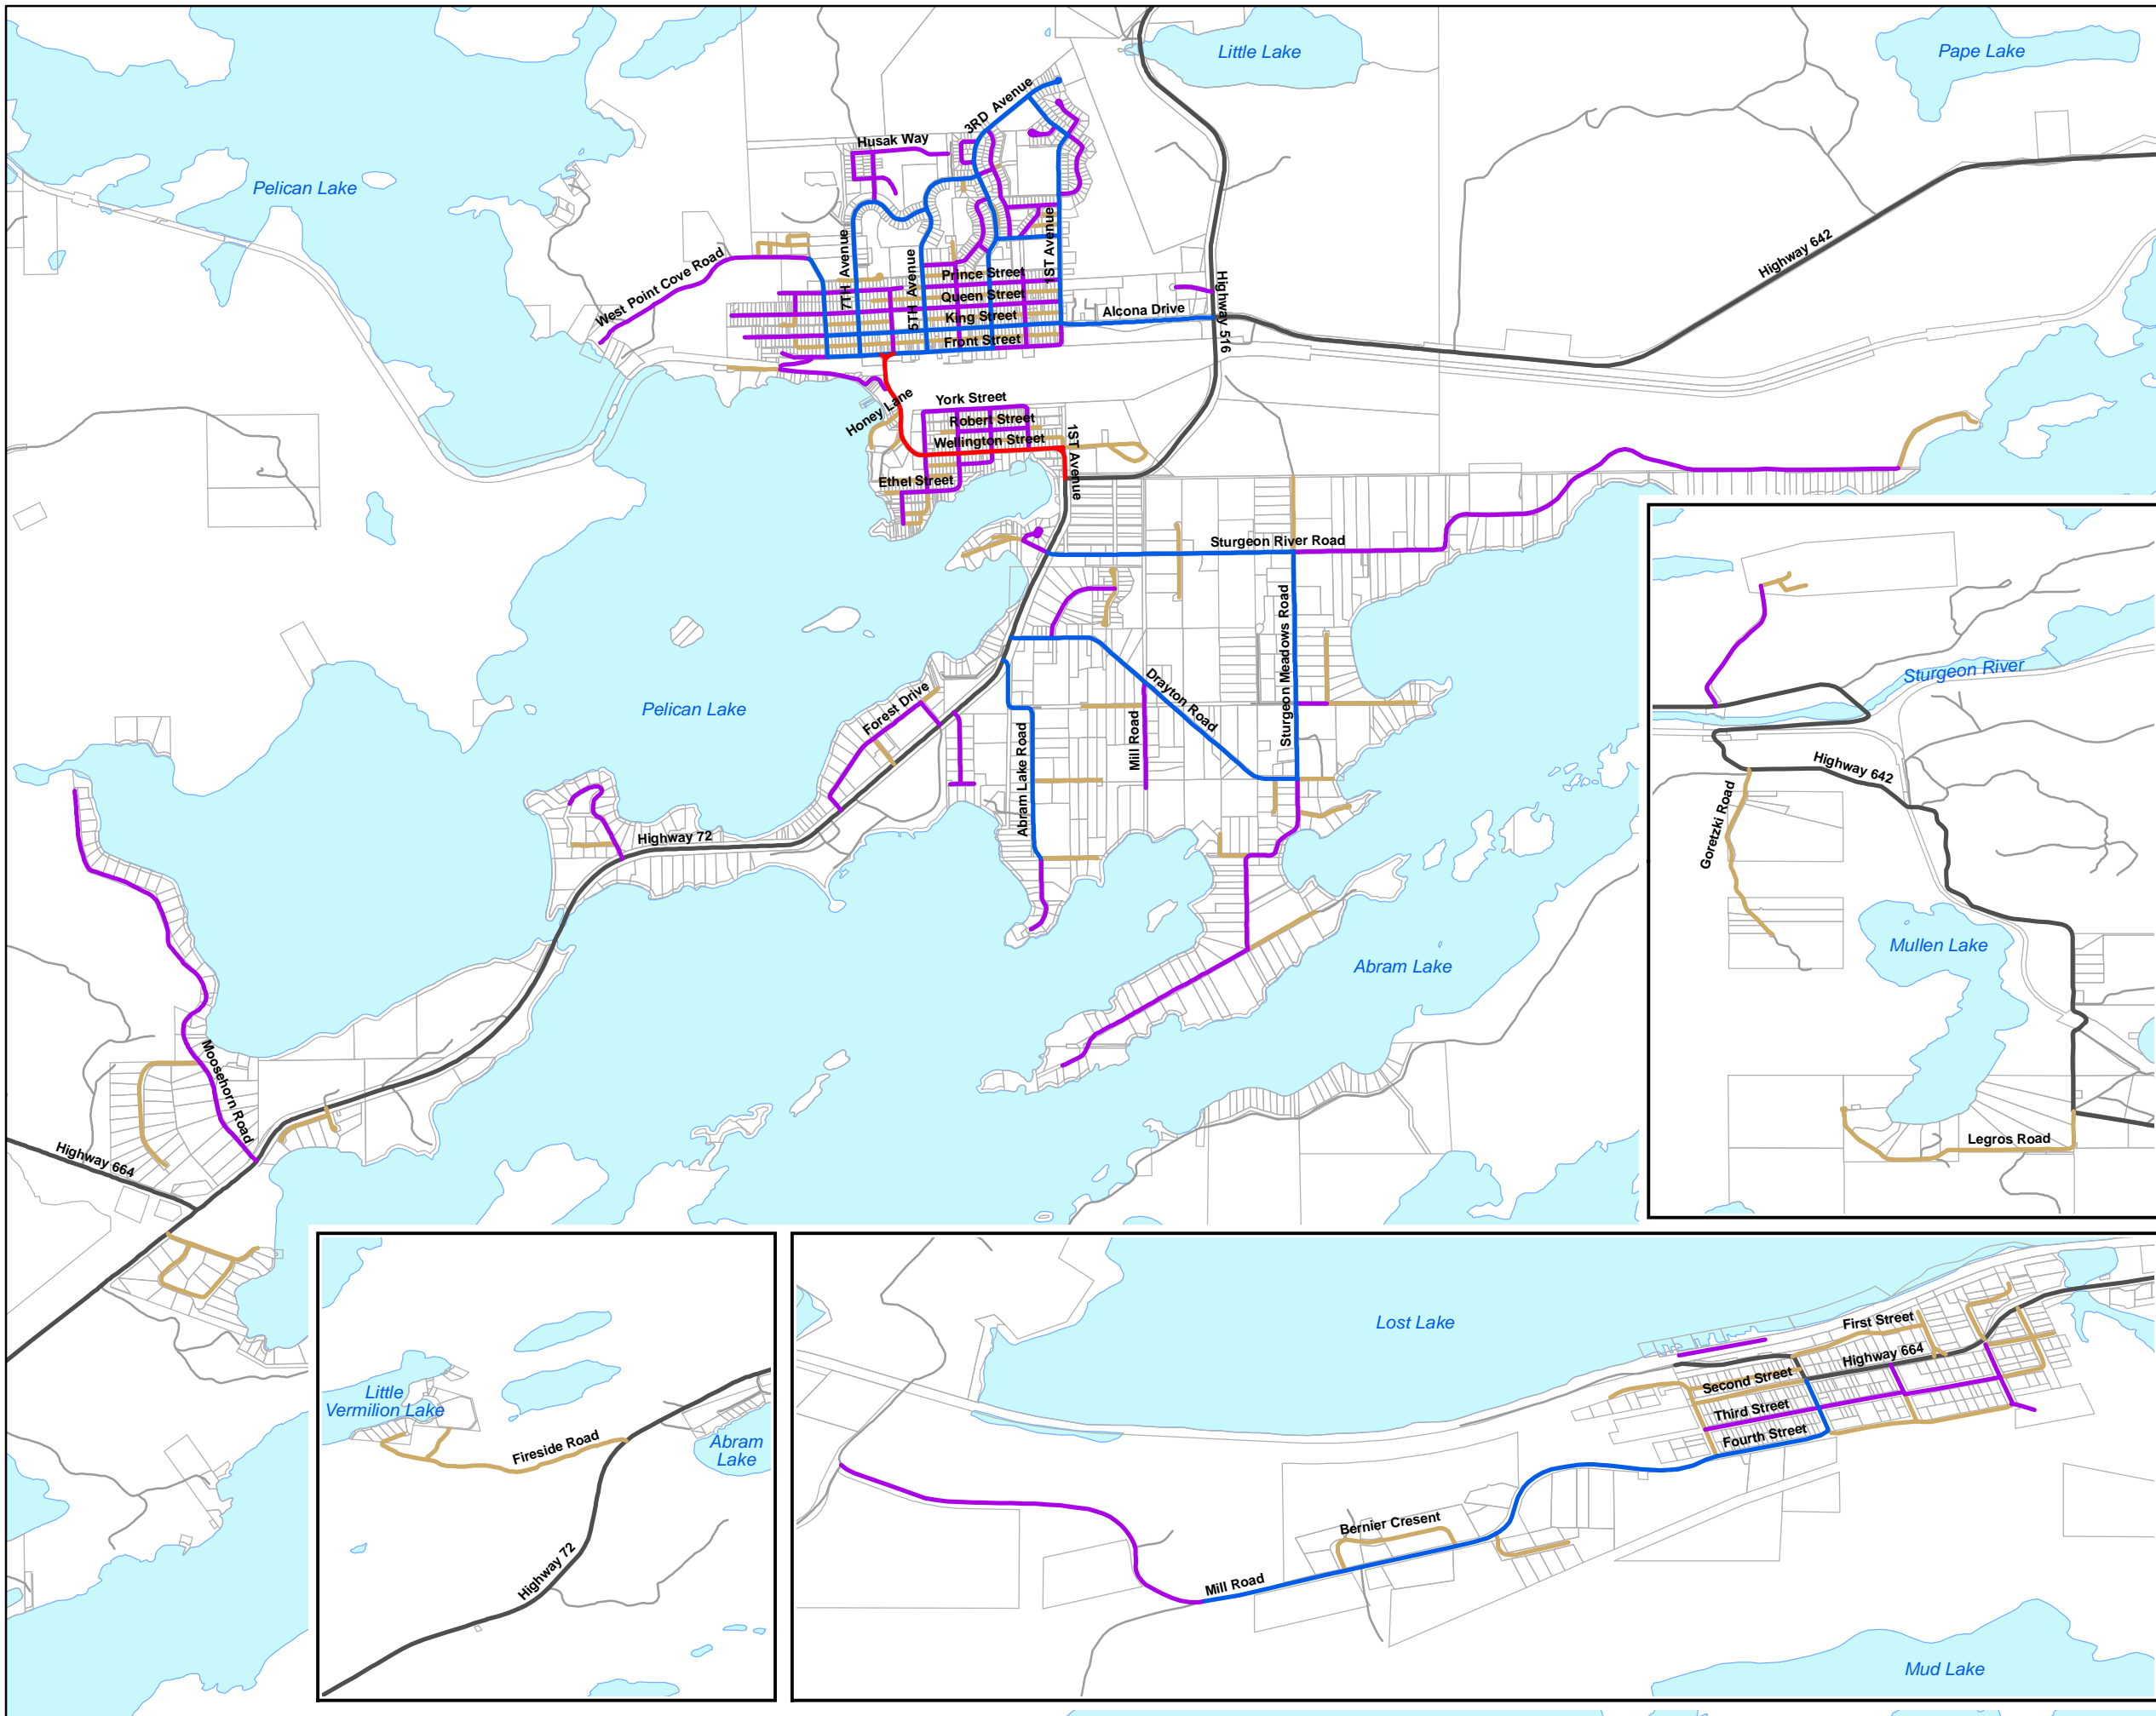 Little Lake
Pape Lake
3RD Avenue
Husak Way
Pelican Lake
West Point Cove Road
7TH Avenue
5TH Avenue
1ST Avenue
Prince Street
Queen Street
King Street
Front Street
Alcona Drive
Highway 516
Highway 642
Honey Lane
York Street
Robert Street
Wellington Street
1ST Avenue
Ethel Street
Sturgeon River Road
Sturgeon Meadows Road
Pelican Lake
Forest Drive
Drayton Road
Mill Road
Abram Lake Road
Highway 72
Abram Lake
Moosehorn Road
Highway 664
Sturgeon River
Highway 642
Goretzki Road
Mullen Lake
Legros Road
Little
Vermilion Lake
Fireside Road
Abram
Lake
Highway 72
Lost Lake
First Street
Highway 664
Second Street
Third Street
Fourth Street
Bernier Cresent
Mill Road
Mud Lake